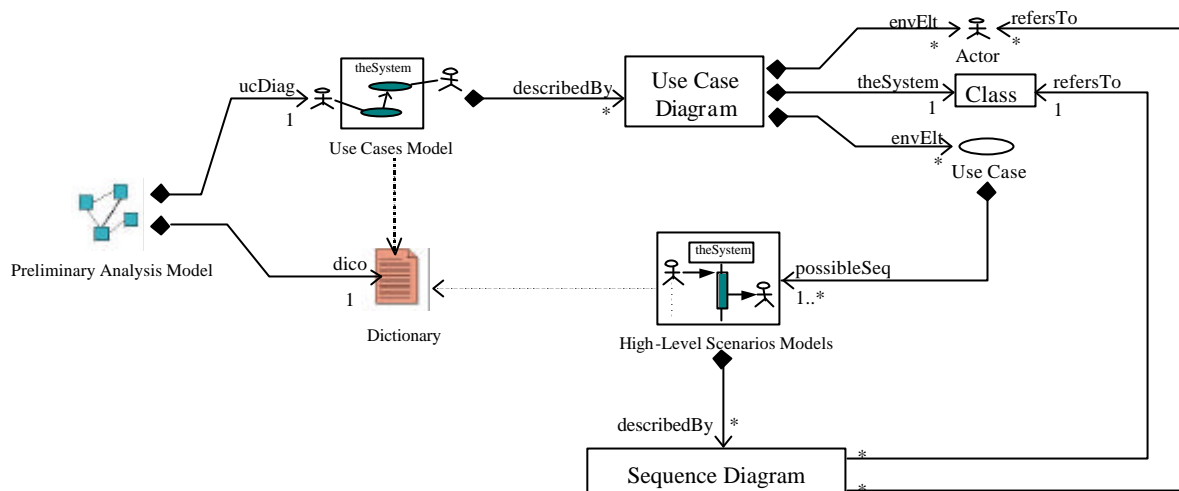 envElt
*
refersTo
*
Actor
theSystem
ucDiag
1
Use Cases Model
describedBy
*
Use Case
Diagram
theSystem
1
Class
refersTo
1
envElt
*
Use Case
Preliminary Analysis Model
dico
1
Dictionary
theSystem
possibleSeq
1..*
High-Level Scenarios Models
describedBy
*
Sequence Diagram
*
*